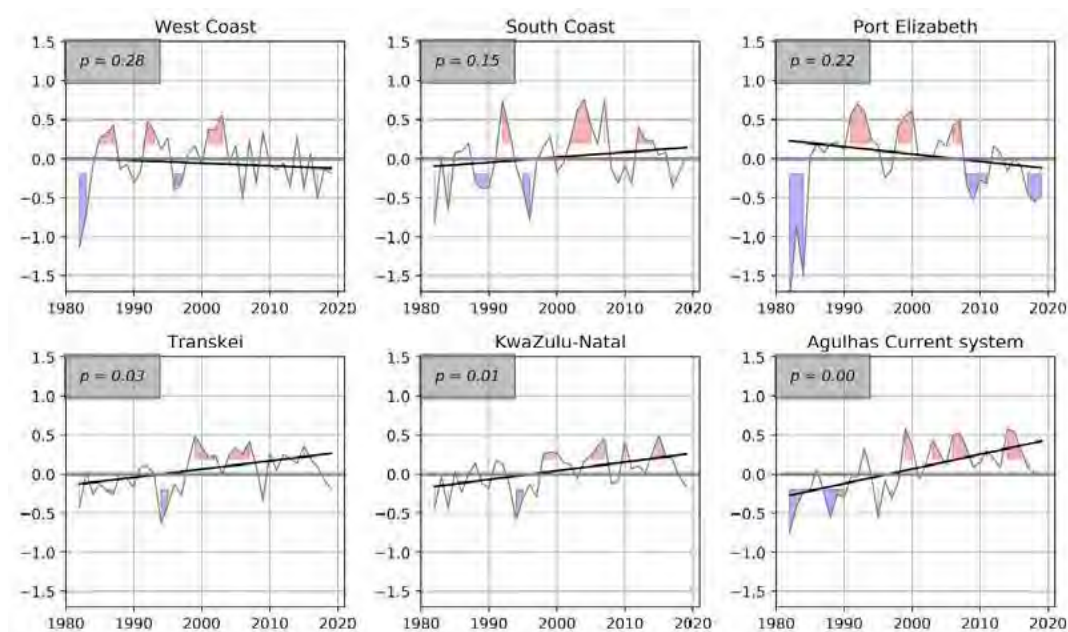 West Coast South Coast Port Elizabeth
1.5 1.5 1.5
p = 0.28 p = 0.15 p = 0.22
1.0 1.0 1.0
0.5 0.5 0.5
0.0 0.0 0.0
−0.5 −0.5 −0.5
−1.0 −1.0 −1.0
−1.5 −1.5 −1.5
1980 1990 2000 2010 2020 1980 1990 2000 2010 2020 1980 1990 2000 2010 2020
Transkei KwaZulu-Natal Agulhas Current system
1.5 1.5 1.5
p = 0.03 p = 0.01 p = 0.00
1.0 1.0 1.0
0.5 0.5 0.5
0.0 0.0 0.0
−0.5 −0.5 −0.5
−1.0 −1.0 −1.0
−1.5 −1.5 −1.5
1980 1990 2000 2010 2020 1980 1990 2000 2010 2020 1980 1990 2000 2010 2020